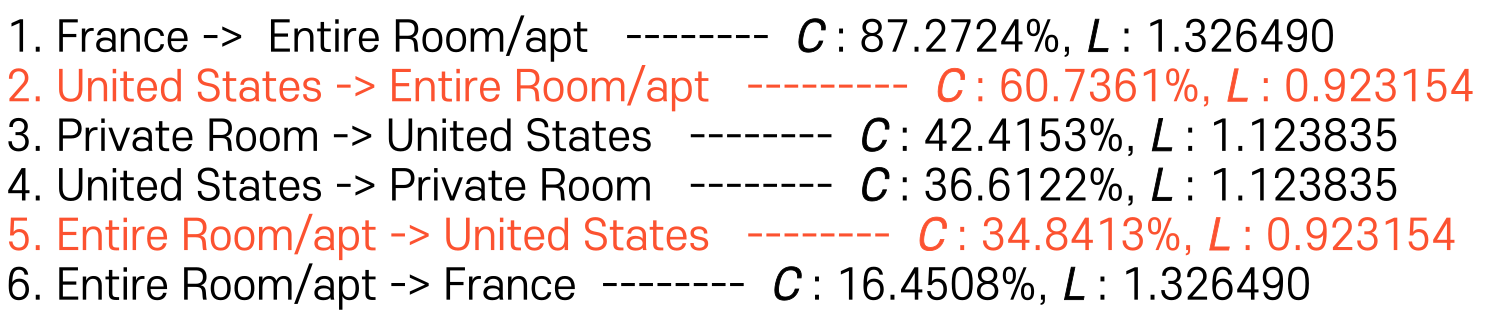 1. France -> Entire Room/apt -------- C : 87.2724%, L : 1.326490
2. United States -> Entire Room/apt --------- C : 60.7361%, L : 0.923154
3. Private Room -> United States -------- C : 42.4153%, L : 1.123835
4. United States -> Private Room -------- C : 36.6122%, L : 1.123835
5. Entire Room/apt -> United States -------- C : 34.8413%, L : 0.923154
6. Entire Room/apt -> France -------- C : 16.4508%, L : 1.326490